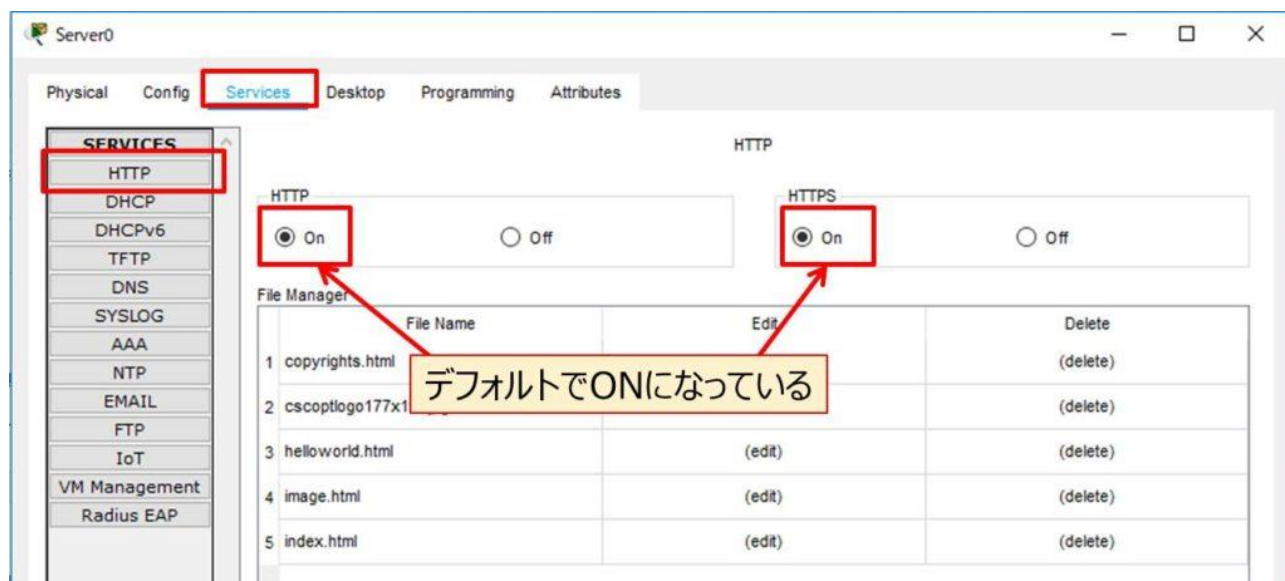 Server0
Physical Config Services Desktop Programming Attributes
SERVICES
HTTP
DHCP
DHCPv6
TFTP
DNS
SYSLOG
AAA
NTP
EMAIL
FTP
IoT
VM Management
Radius EAP
HTTP
HTTP
On Off
HTTPS
On Off
File Manager
File Name Edit Delete
1 copyrights.html (delete)
デフォルトでONになっている
2 cscoptlogo177x1 (delete)
3 helloworld.html (edit) (delete)
4 image.html (edit) (delete)
5 index.html (edit) (delete)